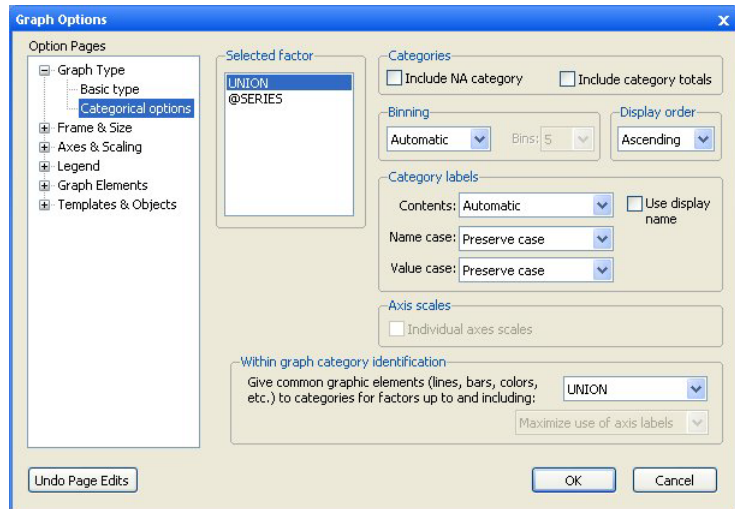 Graph Options
Option Pages
Graph Type
Basic type
Categorical options
Frame & Size
Axes & Scaling
Legend
Graph Elements
Templates & Objects
Selected factor
UNION
@SERIES
Categories
Include NA category
Include category totals
Binning
Automatic
Bins: 5
Display order
Ascending
Category labels
Contents: Automatic
Use display
name
Name case: Preserve case
Value case: Preserve case
Axis scales
Individual axes scales
Within graph category identification
Give common graphic elements (lines, bars, colors,
etc.) to categories for factors up to and including:
UNION
Maximize use of axis labels
Undo Page Edits
OK
Cancel